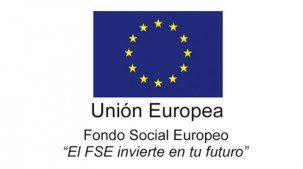 Unión Europea
Fondo Social Europeo
“El FSE invierte en tu futuro”